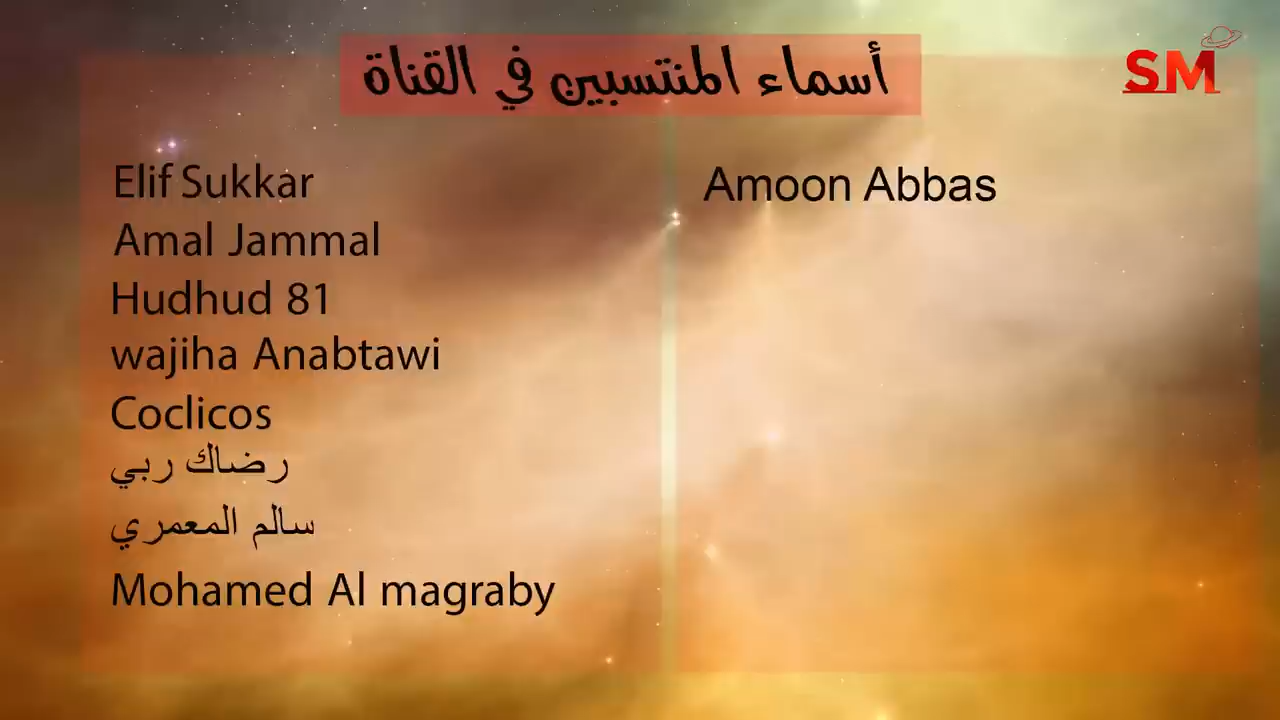 أسماء المنتسبين في القناة
SM
Elif Sukkar
Amal Jammal
Hudhud 81
wajiha Anabtawi
Coclicos
رضاك ربي
سالم المعمري
Mohamed Al magraby
Amoon Abbas